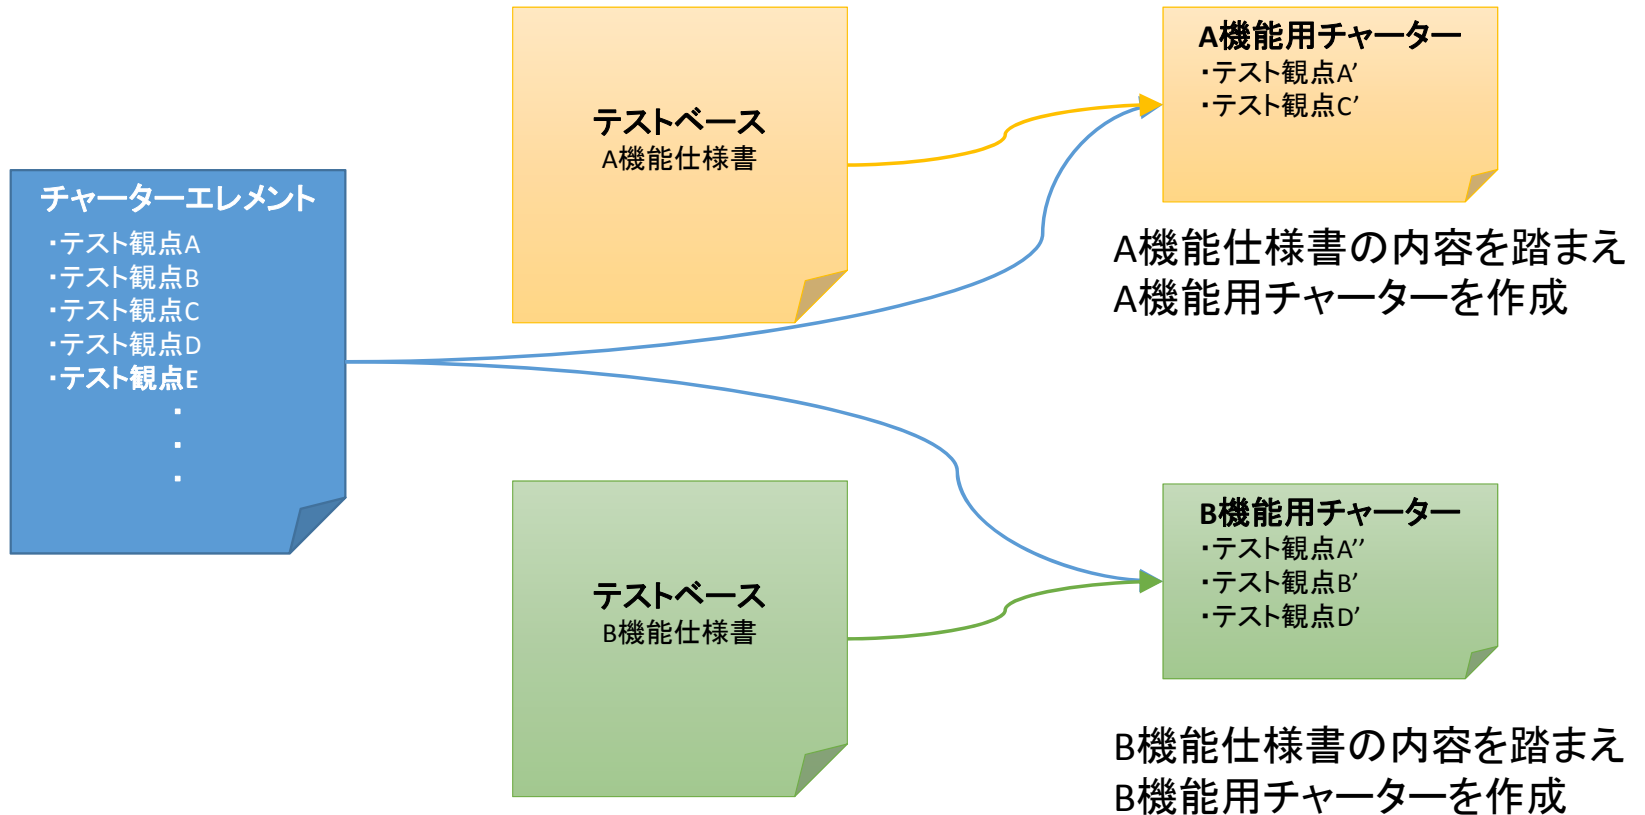 チャーターエレメント
・テスト観点A
・テスト観点B
・テスト観点C
・テスト観点D
・テスト観点E
・
・
・
テストベース
A機能仕様書
A機能用チャーター
・テスト観点A’
・テスト観点C’
A機能仕様書の内容を踏まえ
A機能用チャーターを作成
テストベース
B機能仕様書
B機能用チャーター
・テスト観点A’’
・テスト観点B’
・テスト観点D’
B機能仕様書の内容を踏まえ
B機能用チャーターを作成